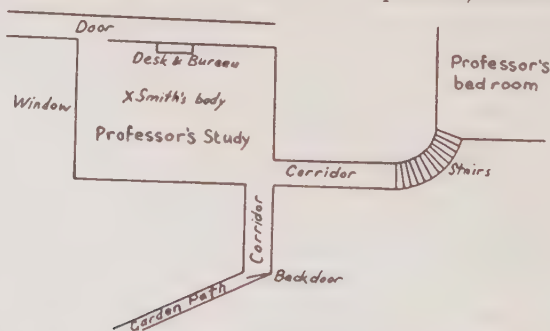 Door
Desk & Bureau
Professor's
bed room
Window
X Smith's body
Professor's Study
Corridor
Stairs
Corridor
Backdoor
Garden Path